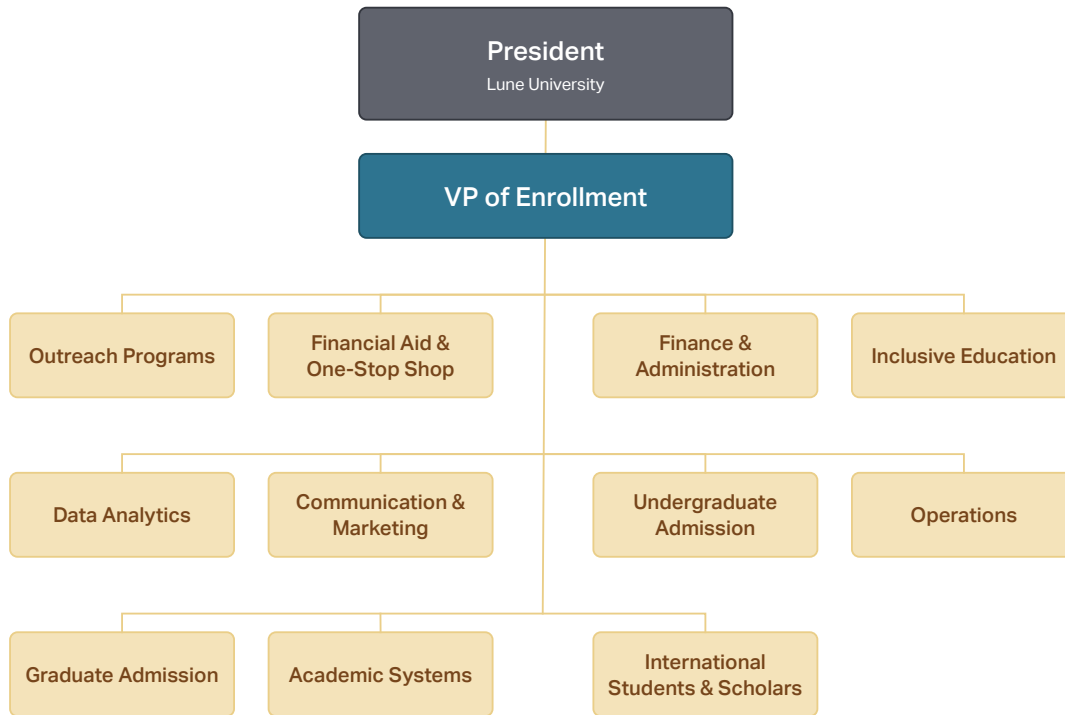 President
Lune University
VP of Enrollment
Outreach Programs
Financial Aid &
One-Stop Shop
Finance &
Administration
Inclusive Education
Data Analytics
Communication &
Marketing
Undergraduate
Admission
Operations
Graduate Admission
Academic Systems
International
Students & Scholars